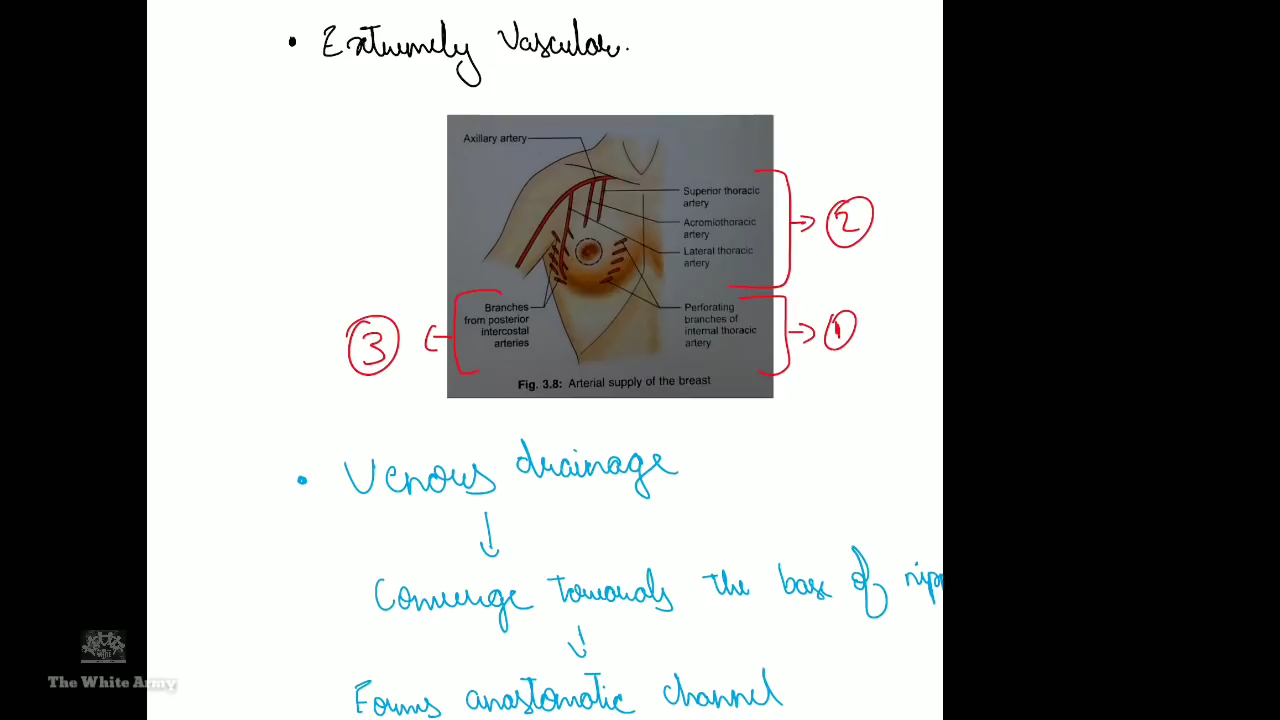 • Extremely Vascular.
Axillary artery
Superior thoracic
artery
Acromiothoracic
artery
Lateral thoracic
artery
2
Branches
from posterior
intercostal
arteries
3
Perforating
branches of
internal thoracic
artery
1
Fig. 3.8: Arterial supply of the breast
• Venous drainage
Converge towards the base of nipp
Forms anastomotic channel
The White Army